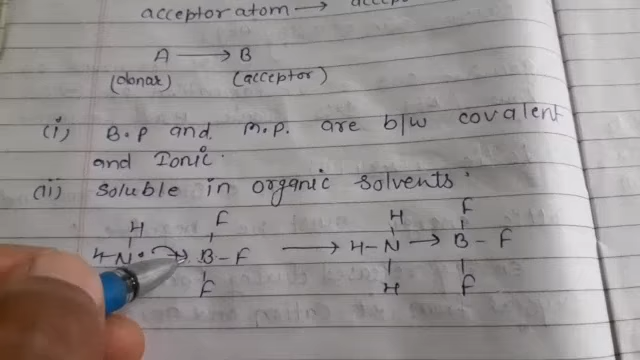 acceptor atom →
A → B
(donar) (acceptor)
(i) B.P and M.P. are b/w covalent
and Ionic.
(ii) Soluble in organic solvents.
H F H F
H-N: B-F → H-N → B-F
F H F